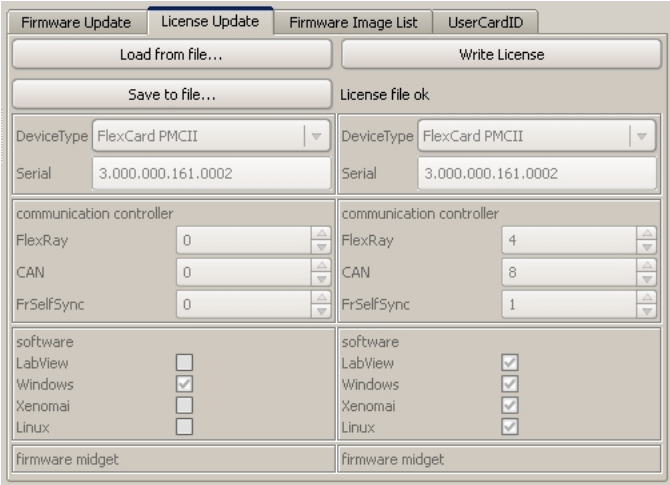 Firmware Update License Update Firmware Image List UserCardID
Load from file... Write License
Save to file... License file ok
DeviceType FlexCard PMCII DeviceType FlexCard PMCII
Serial 3.000.000.161.0002 Serial 3.000.000.161.0002
communication controller communication controller
FlexRay 0 FlexRay 4
CAN 0 CAN 8
FrSelfSync 0 FrSelfSync 1
software software
LabView LabView
Windows Windows
Xenomai Xenomai
Linux Linux
firmware midget firmware midget